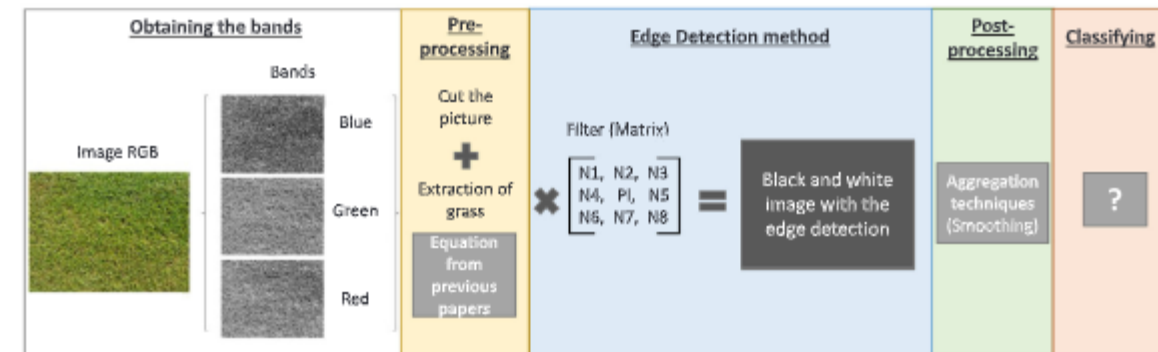 Obtaining the bands
Bands
Image RGB
Blue
Green
Red
Pre-
processing
Cut the
picture
+
Extraction of
grass
Equation
from
previous
papers
Edge Detection method
Filter (Matrix)
N1, N2, N3
N4, PI, N5
N6, N7, N8
=
Black and white
image with the
edge detection
Post-
processing
Aggregation
techniques
(Smoothing)
Classifying
?